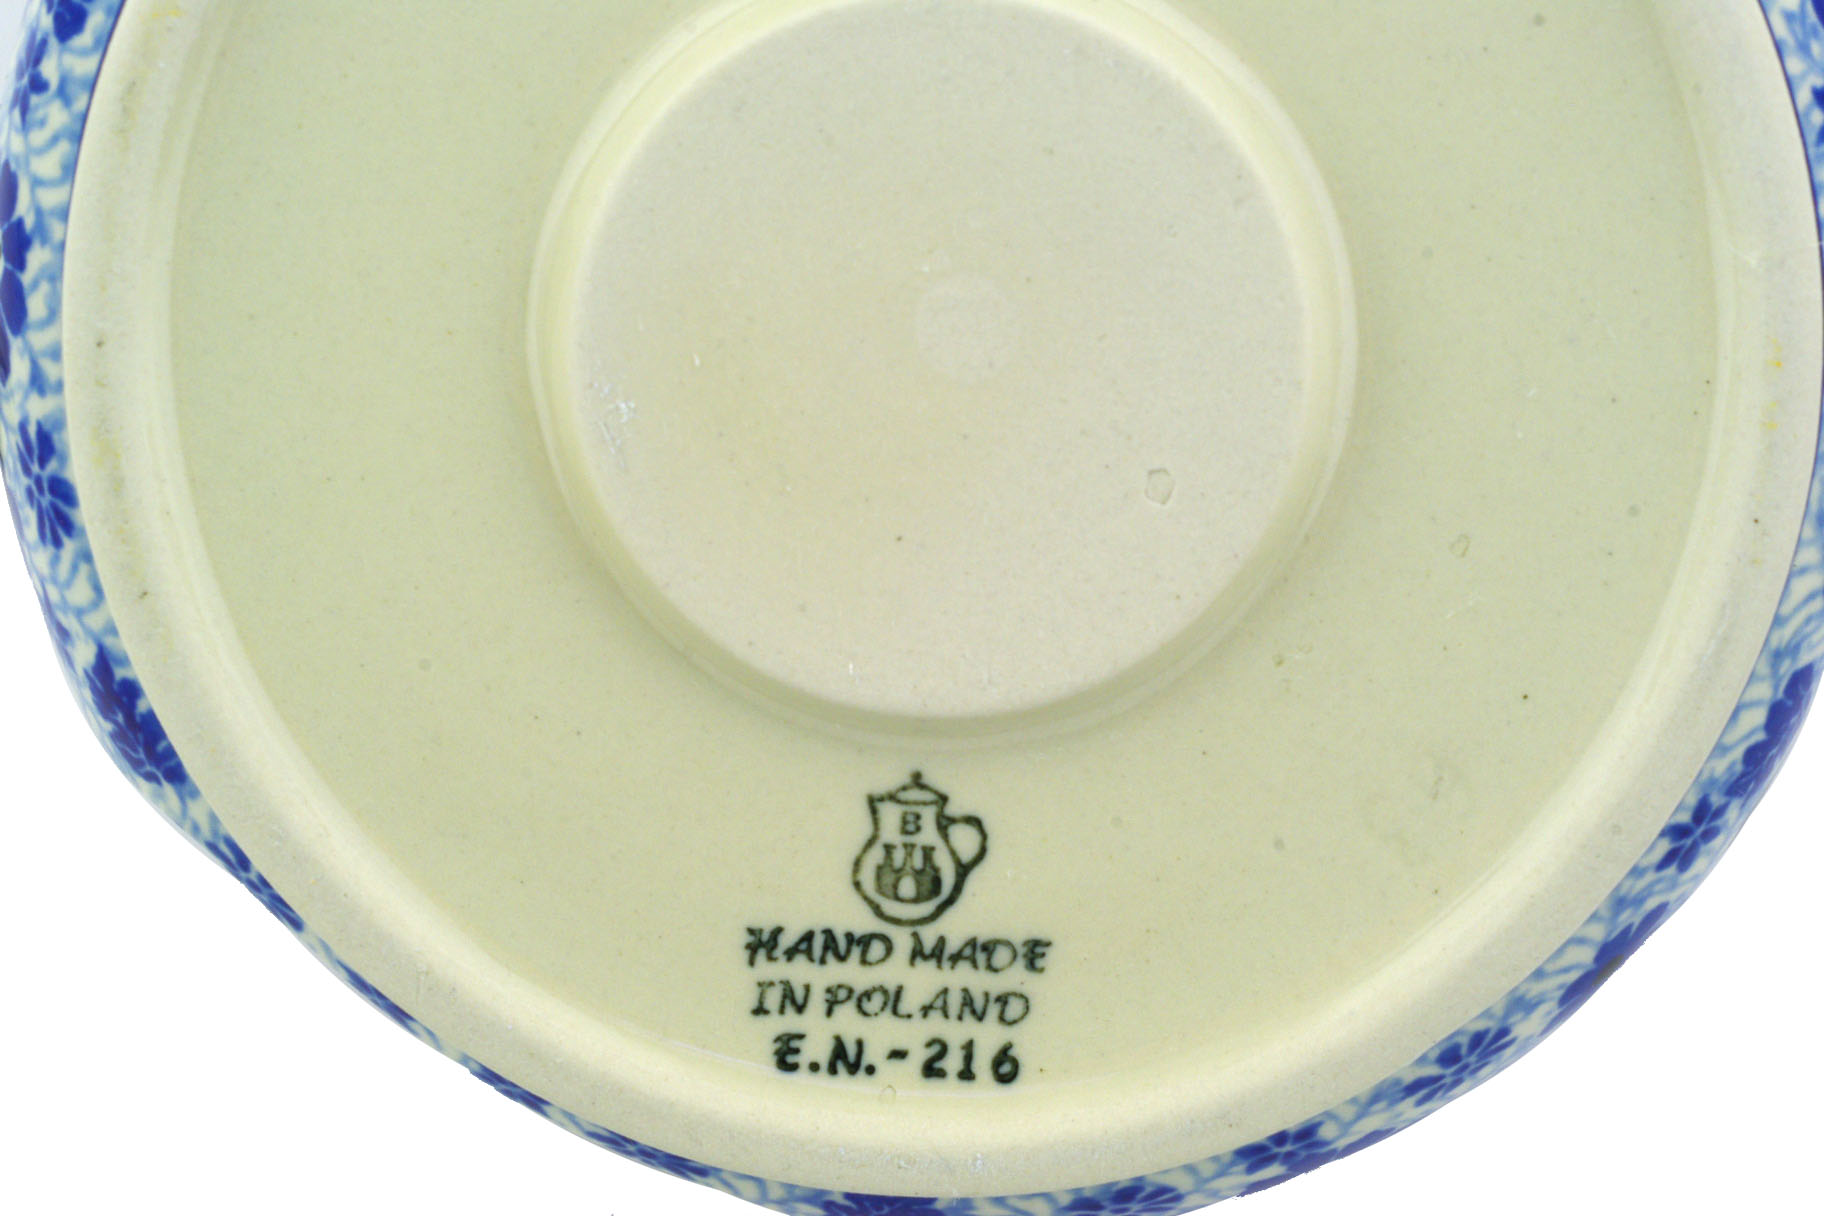 B
HAND MADE
IN POLAND
E.N.-216